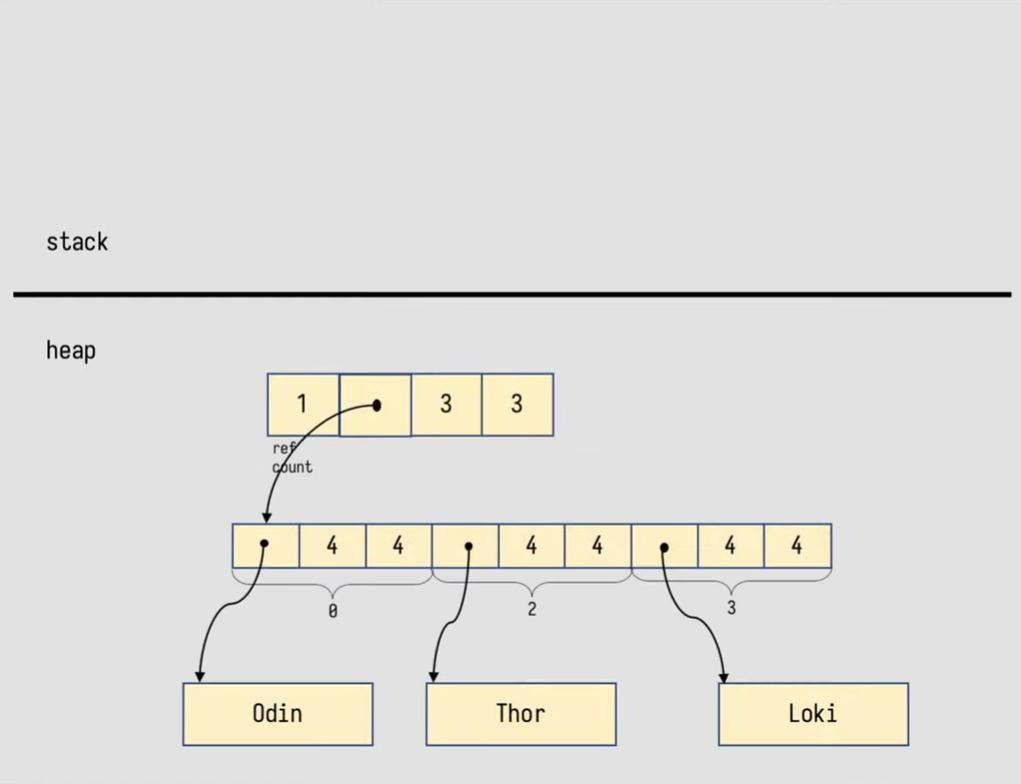 stack
heap
1 3 3
ref
count
4 4 4 4 4 4
0 2 3
Odin Thor Loki